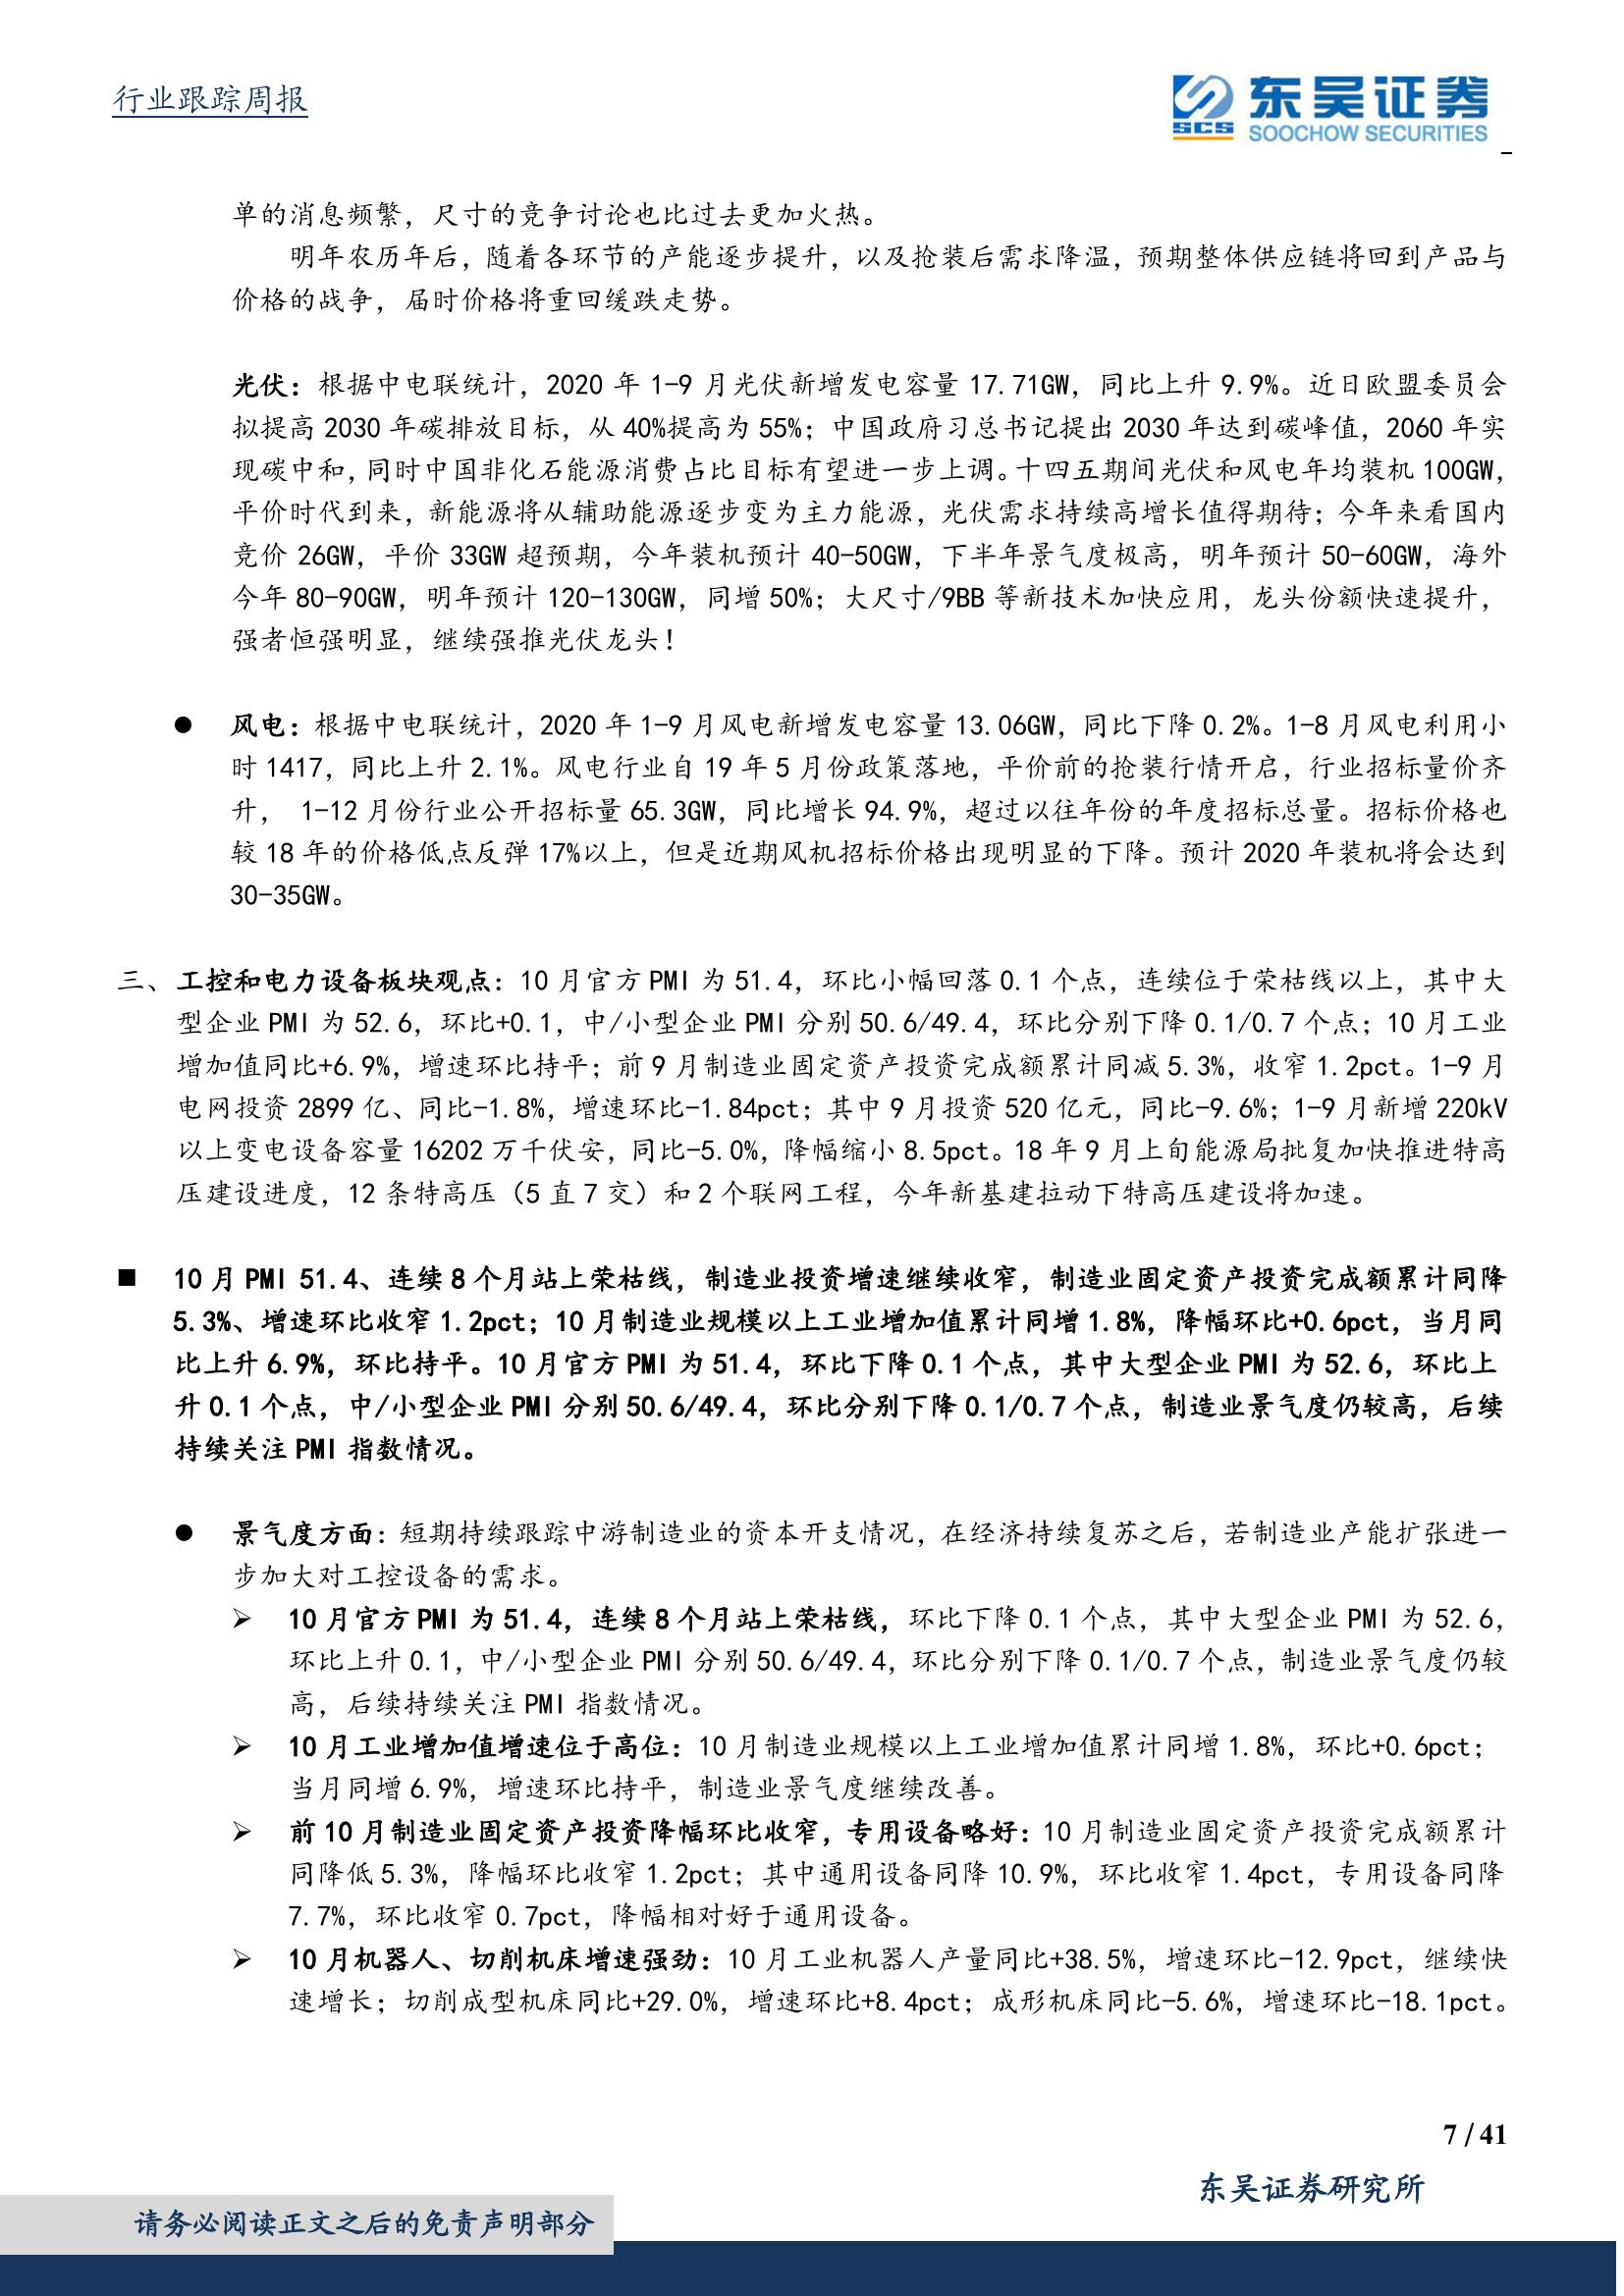 行业跟踪周报
东吴证券
SCS
SOOCHOW SECURITIES
单的消息频繁，尺寸的竞争讨论也比过去更加火热。
明年农历年后，随着各环节的产能逐步提升，以及抢装后需求降温，预期整体供应链将回到产品与
价格的战争，届时价格将重回缓跌走势。
光伏：根据中电联统计，2020 年 1-9 月光伏新增发电容量 17.71GW，同比上升 9.9%。近日欧盟委员会
拟提高 2030 年碳排放目标，从 40%提高为 55%；中国政府习总书记提出 2030 年达到碳峰值，2060 年实
现碳中和，同时中国非化石能源消费占比目标有望进一步上调。十四五期间光伏和风电年均装机 100GW，
平价时代到来，新能源将从辅助能源逐步变为主力能源，光伏需求持续高增长值得期待；今年来看国内
竞价 26GW，平价 33GW 超预期，今年装机预计 40-50GW，下半年景气度极高，明年预计 50-60GW，海外
今年 80-90GW，明年预计 120-130GW，同增 50%；大尺寸/9BB 等新技术加快应用，龙头份额快速提升，
强者恒强明显，继续强推光伏龙头！
● 风电：根据中电联统计，2020 年 1-9 月风电新增发电容量 13.06GW，同比下降 0.2%。1-8 月风电利用小
时 1417，同比上升 2.1%。风电行业自 19 年 5 月份政策落地，平价前的抢装行情开启，行业招标量价齐
升， 1-12 月份行业公开招标量 65.3GW，同比增长 94.9%，超过以往年份的年度招标总量。招标价格也
较 18 年的价格低点反弹 17%以上，但是近期风机招标价格出现明显的下降。预计 2020 年装机将会达到
30-35GW。
三、工控和电力设备板块观点：10 月官方 PMI 为 51.4，环比小幅回落 0.1 个点，连续位于荣枯线以上，其中大
型企业 PMI 为 52.6，环比+0.1，中/小型企业 PMI 分别 50.6/49.4，环比分别下降 0.1/0.7 个点；10 月工业
增加值同比+6.9%，增速环比持平；前 9 月制造业固定资产投资完成额累计同减 5.3%，收窄 1.2pct。1-9 月
电网投资 2899 亿、同比-1.8%，增速环比-1.84pct；其中 9 月投资 520 亿元，同比-9.6%；1-9 月新增 220kV
以上变电设备容量 16202 万千伏安，同比-5.0%，降幅缩小 8.5pct。18 年 9 月上旬能源局批复加快推进特高
压建设进度，12 条特高压（5 直 7 交）和 2 个联网工程，今年新基建拉动下特高压建设将加速。
■ 10 月 PMI 51.4、连续 8 个月站上荣枯线，制造业投资增速继续收窄，制造业固定资产投资完成额累计同降
5.3%、增速环比收窄 1.2pct；10 月制造业规模以上工业增加值累计同增 1.8%，降幅环比+0.6pct，当月同
比上升 6.9%，环比持平。10 月官方 PMI 为 51.4，环比下降 0.1 个点，其中大型企业 PMI 为 52.6，环比上
升 0.1 个点，中/小型企业 PMI 分别 50.6/49.4，环比分别下降 0.1/0.7 个点，制造业景气度仍较高，后续
持续关注 PMI 指数情况。
● 景气度方面：短期持续跟踪中游制造业的资本开支情况，在经济持续复苏之后，若制造业产能扩张进一
步加大对工控设备的需求。
➢ 10 月官方 PMI 为 51.4，连续 8 个月站上荣枯线，环比下降 0.1 个点，其中大型企业 PMI 为 52.6，
环比上升 0.1，中/小型企业 PMI 分别 50.6/49.4，环比分别下降 0.1/0.7 个点，制造业景气度仍较
高，后续持续关注 PMI 指数情况。
➢ 10 月工业增加值增速位于高位：10 月制造业规模以上工业增加值累计同增 1.8%，环比+0.6pct；
当月同增 6.9%，增速环比持平，制造业景气度继续改善。
➢ 前 10 月制造业固定资产投资降幅环比收窄，专用设备略好：10 月制造业固定资产投资完成额累计
同降低 5.3%，降幅环比收窄 1.2pct；其中通用设备同降 10.9%，环比收窄 1.4pct，专用设备同降
7.7%，环比收窄 0.7pct，降幅相对好于通用设备。
➢ 10 月机器人、切削机床增速强劲：10 月工业机器人产量同比+38.5%，增速环比-12.9pct，继续快
速增长；切削成型机床同比+29.0%，增速环比+8.4pct；成形机床同比-5.6%，增速环比-18.1pct。
7 / 41
东吴证券研究所
请务必阅读正文之后的免责声明部分